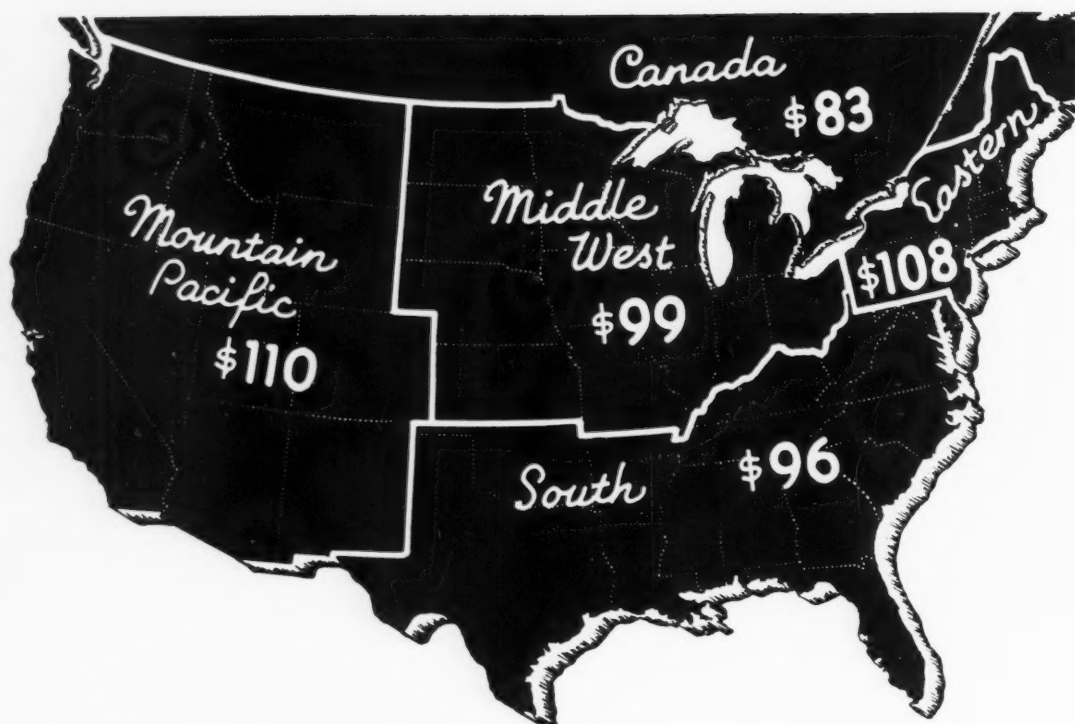 Canada
$83
Eastern
$108
Middle
West
$99
Mountain
Pacific
$110
South
$96